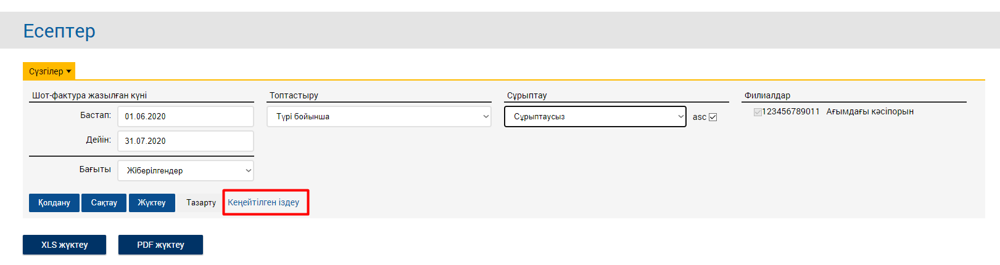 Есептер
Сүзгілер
Шот-фактура жазылған күні
Бастап: 01.06.2020
Дейін: 31.07.2020
Бағыты Жіберілгендер
Топтастыру
Түрі бойынша
Сұрыптау
Сұрыптаусыз asc
Филиалдар
123456789011 Ағымдағы кәсіпорын
Қолдану Сақтау Жүктеу Тазарту Кеңейтілген іздеу
XLS жүктеу PDF жүктеу